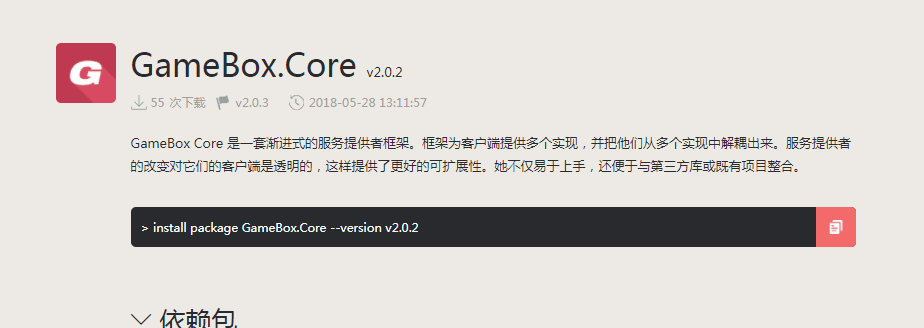 G
GameBox.Core v2.0.2
55 次下载 v2.0.3 2018-05-28 13:11:57
GameBox Core 是一套渐进式的服务提供者框架。框架为客户端提供多个实现，并把他们从多个实现中解耦出来。服务提供者
的改变对它们的客户端是透明的，这样提供了更好的可扩展性。她不仅易于上手，还便于与第三方库或既有项目整合。
> install package GameBox.Core --version v2.0.2
依赖包